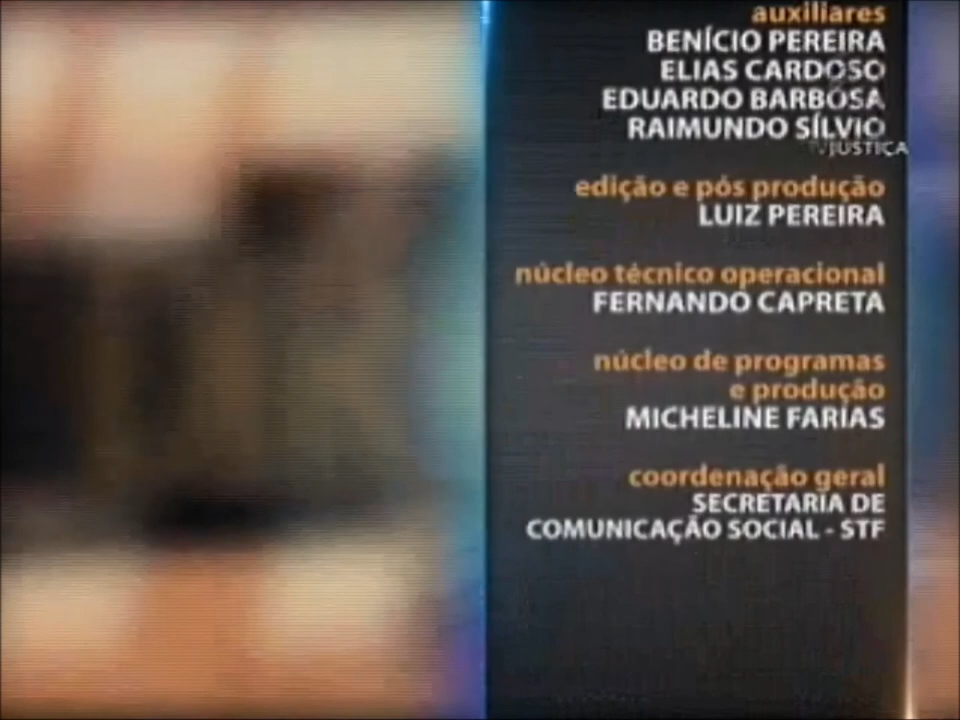 auxiliares
BENÍCIO PEREIRA
ELIAS CARDOSO
EDUARDO BARBOSA
RAIMUNDO SÍLVIO
TV JUSTIÇA
edição e pós produção
LUIZ PEREIRA
núcleo técnico operacional
FERNANDO CAPRETA
núcleo de programas
e produção
MICHELINE FARIAS
coordenação geral
SECRETARIA DE
COMUNICAÇÃO SOCIAL - STF